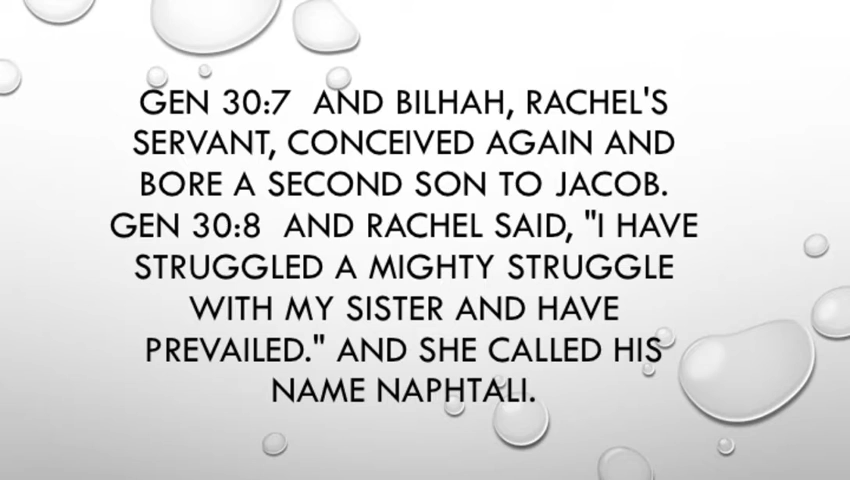 GEN 30:7  AND BILHAH, RACHEL'S
SERVANT, CONCEIVED AGAIN AND
BORE A SECOND SON TO JACOB.
GEN 30:8  AND RACHEL SAID, "I HAVE
STRUGGLED A MIGHTY STRUGGLE
WITH MY SISTER AND HAVE
PREVAILED." AND SHE CALLED HIS
NAME NAPHTALI.